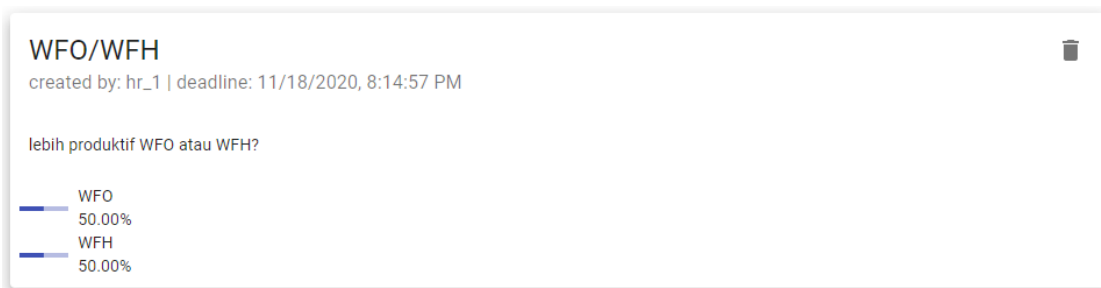 WFO/WFH
created by: hr_1 | deadline: 11/18/2020, 8:14:57 PM
lebih produktif WFO atau WFH?
WFO
50.00%
WFH
50.00%